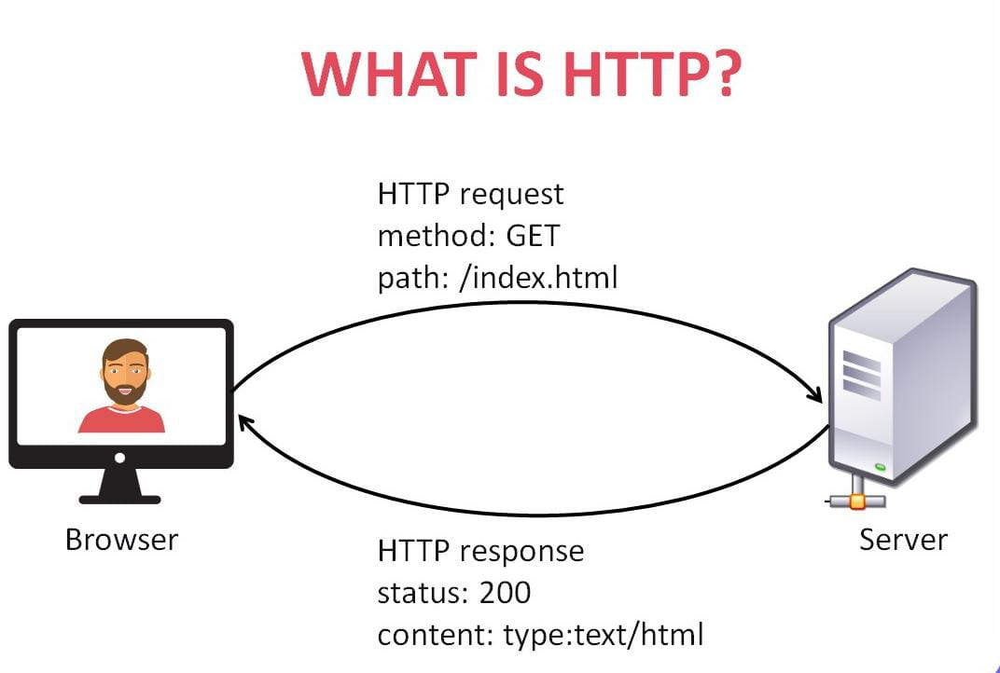 WHAT IS HTTP?
HTTP request
method: GET
path: /index.html
Browser
Server
HTTP response
status: 200
content: type:text/html